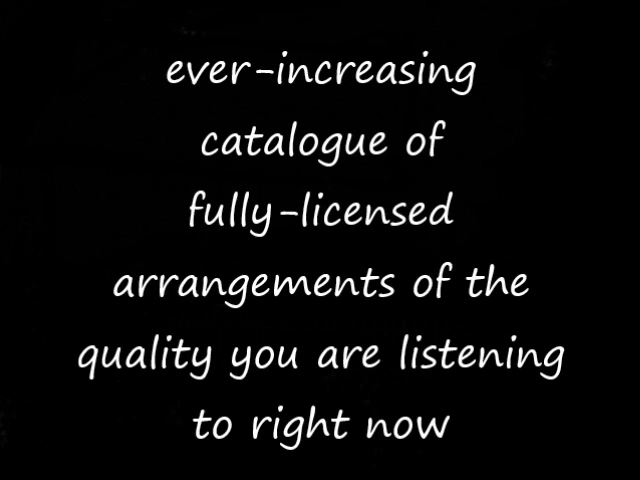 ever-increasing
catalogue of
fully-licensed
arrangements of the
quality you are listening
to right now